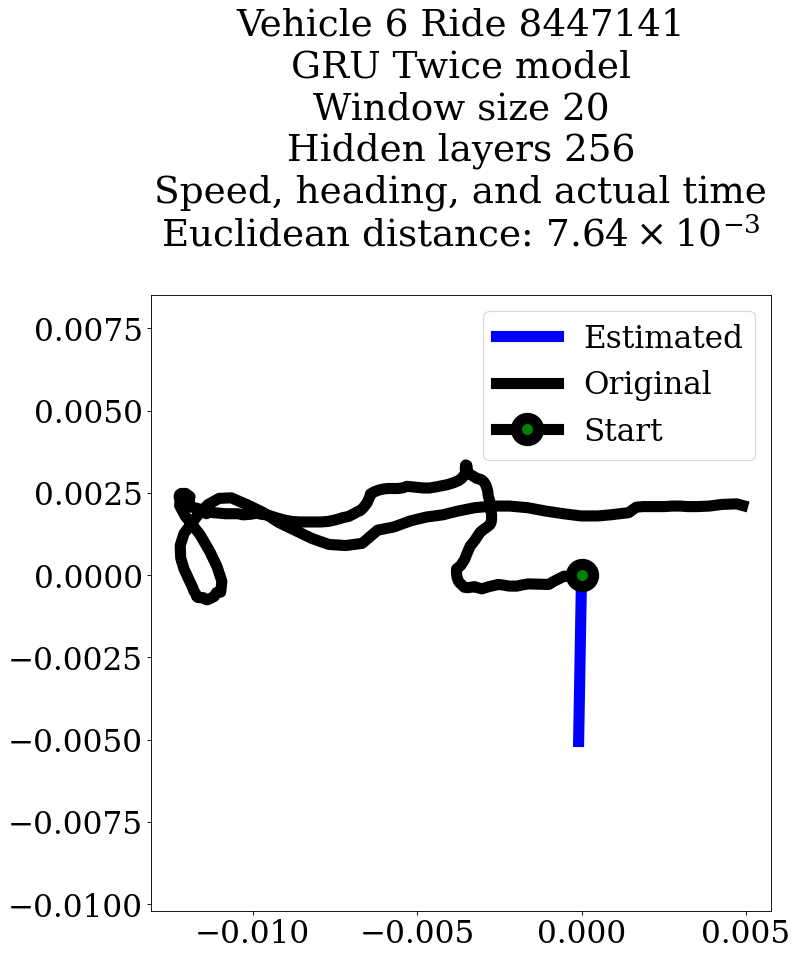 Vehicle 6 Ride 8447141
GRU Twice model
Window size 20
Hidden layers 256
Speed, heading, and actual time
Euclidean distance: 7.64 × 10⁻³
Estimated
Original
Start
0.0075
0.0050
0.0025
0.0000
−0.0025
−0.0050
−0.0075
−0.0100
−0.010 −0.005 0.000 0.005